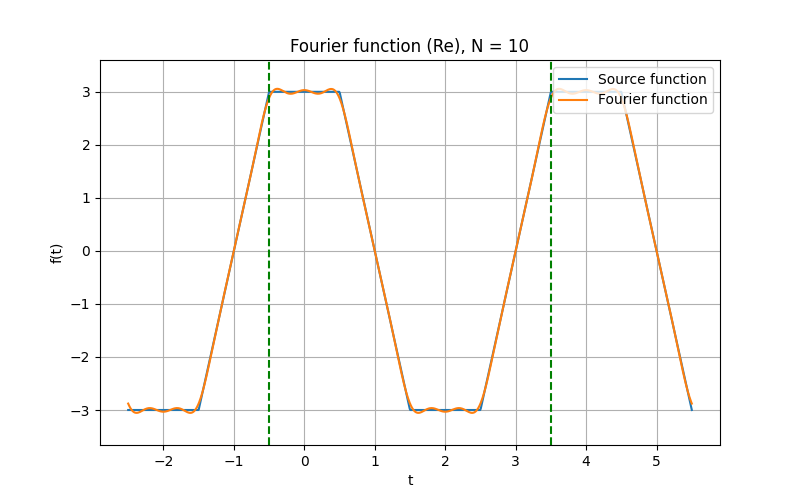 Fourier function (Re), N = 10
Source function
Fourier function
3
2
1
0
−1
−2
−3
f(t)
−2 −1 0 1 2 3 4 5
t